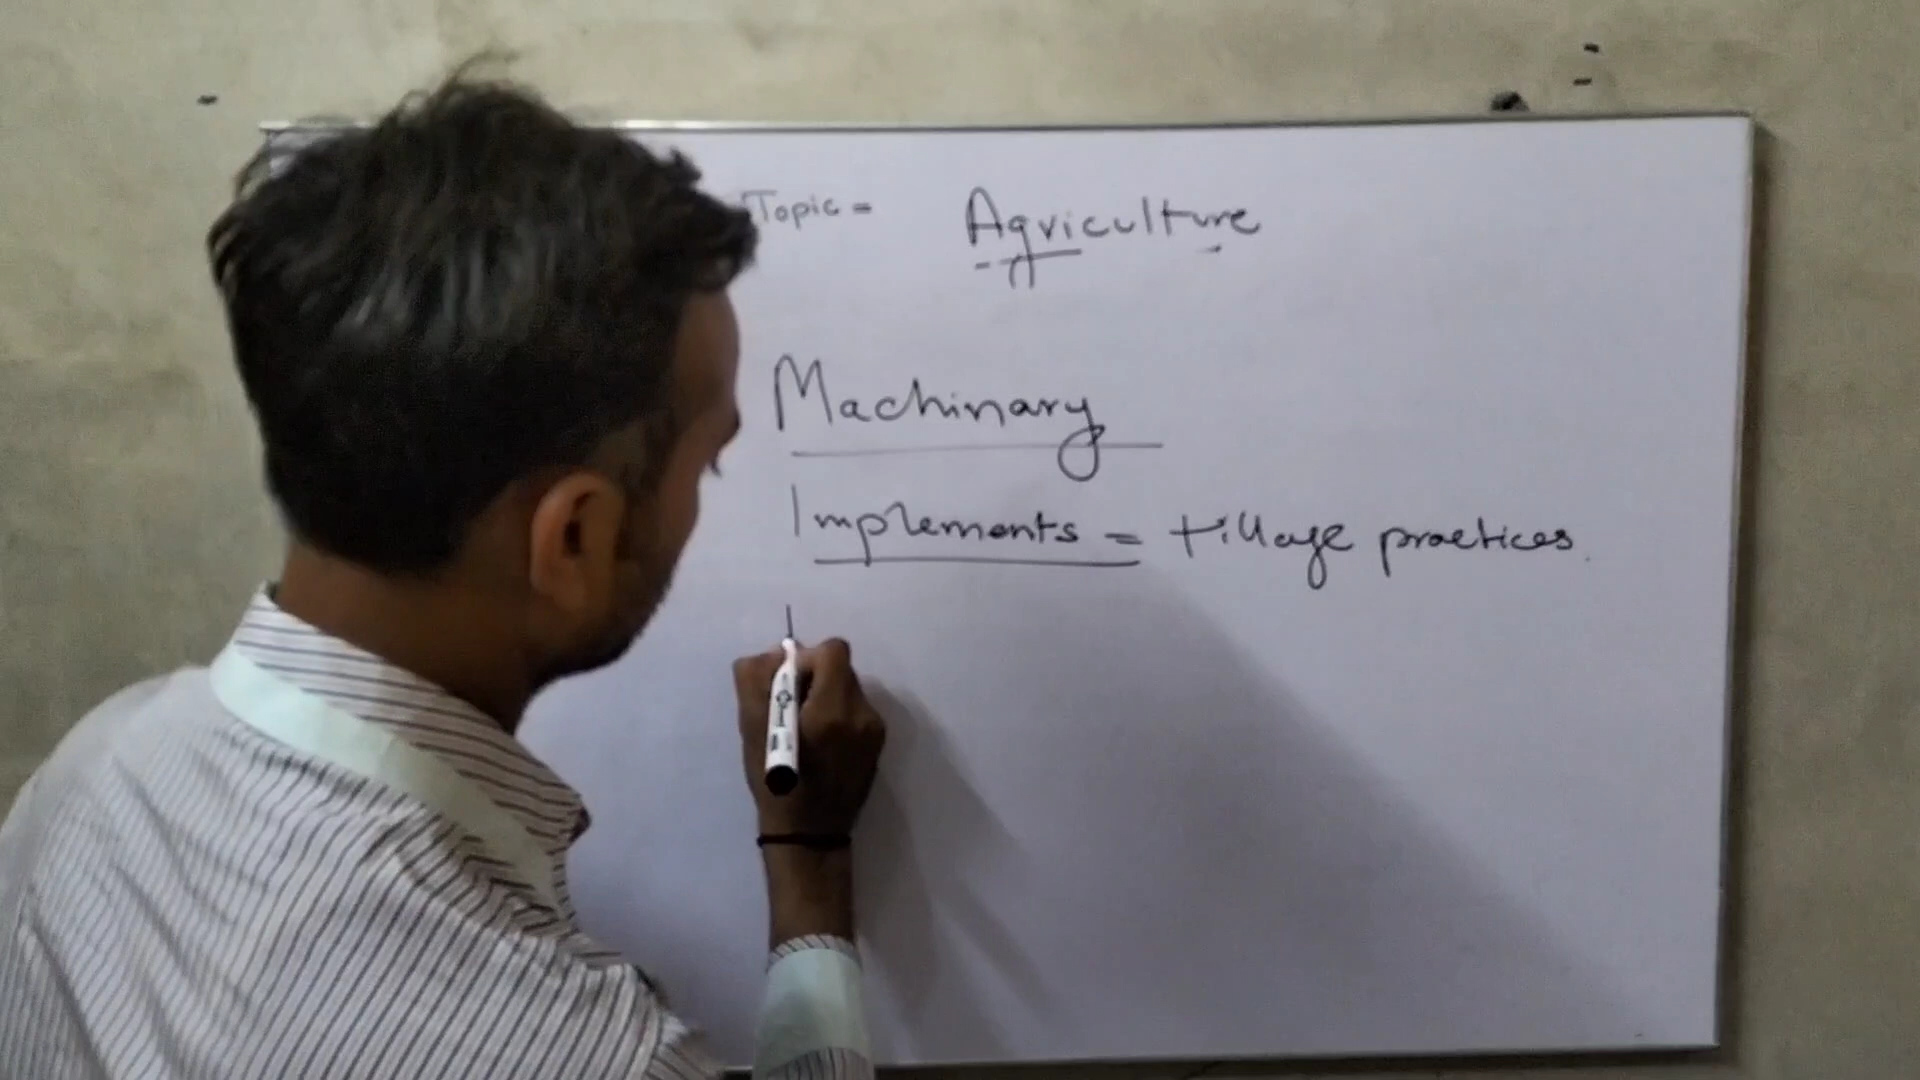 Topic = Agriculture
Machinary
Implements = tillage practices.